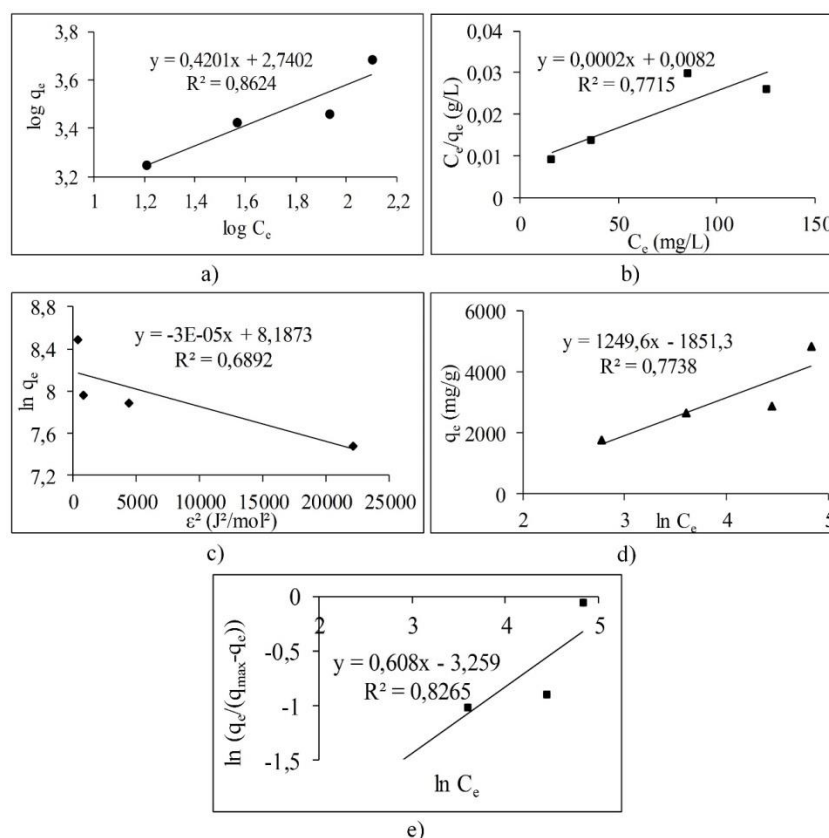 3,8
y = 0,4201x + 2,7402
3,6
R² = 0,8624
log qₑ
3,4
3,2
1 1,2 1,4 1,6 1,8 2 2,2
log Cₑ
a)
0,04
y = 0,0002x + 0,0082
0,03
R² = 0,7715
Cₑ/qₑ (g/L)
0,02
0,01
0
0 50 100 150
Cₑ (mg/L)
b)
8,8
y = -3E-05x + 8,1873
8,4
R² = 0,6892
ln qₑ
8
7,6
7,2
0 5000 10000 15000 20000 25000
ε² (J²/mol²)
c)
6000
y = 1249,6x - 1851,3
R² = 0,7738
4000
qₑ (mg/g)
2000
0
2 3 4 5
ln Cₑ
d)
0
2 3 4 5
ln (qₑ/(qₘₐₓ-qₑ))
-0,5
y = 0,608x - 3,259
R² = 0,8265
-1
-1,5
ln Cₑ
e)